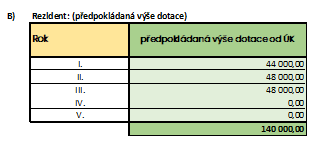 B) Rezident: (předpokládaná výše dotace)
Rok předpokládaná výše dotace od ÚK
I. 44 000,00
II. 48 000,00
III. 48 000,00
IV. 0,00
V. 0,00
140 000,00